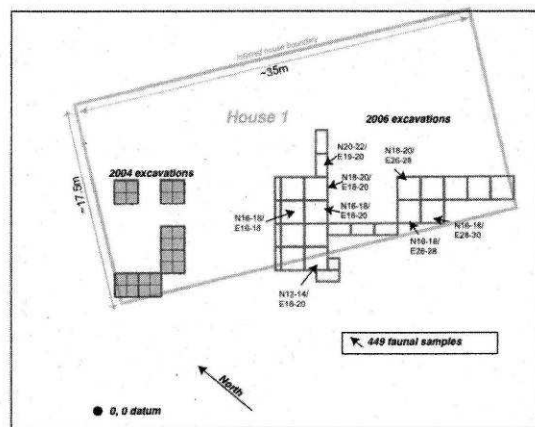 Inferred house boundary
~35m
~17.5m
House 1
2006 excavations
2004 excavations
N20-22/
E19-20
N18-20/
E26-28
N18-20/
E18-20
N16-18/
E16-18
N16-18/
E18-20
N16-18/
E28-30
N16-18/
E26-28
N12-14/
E18-20
449 faunal samples
North
0, 0 datum